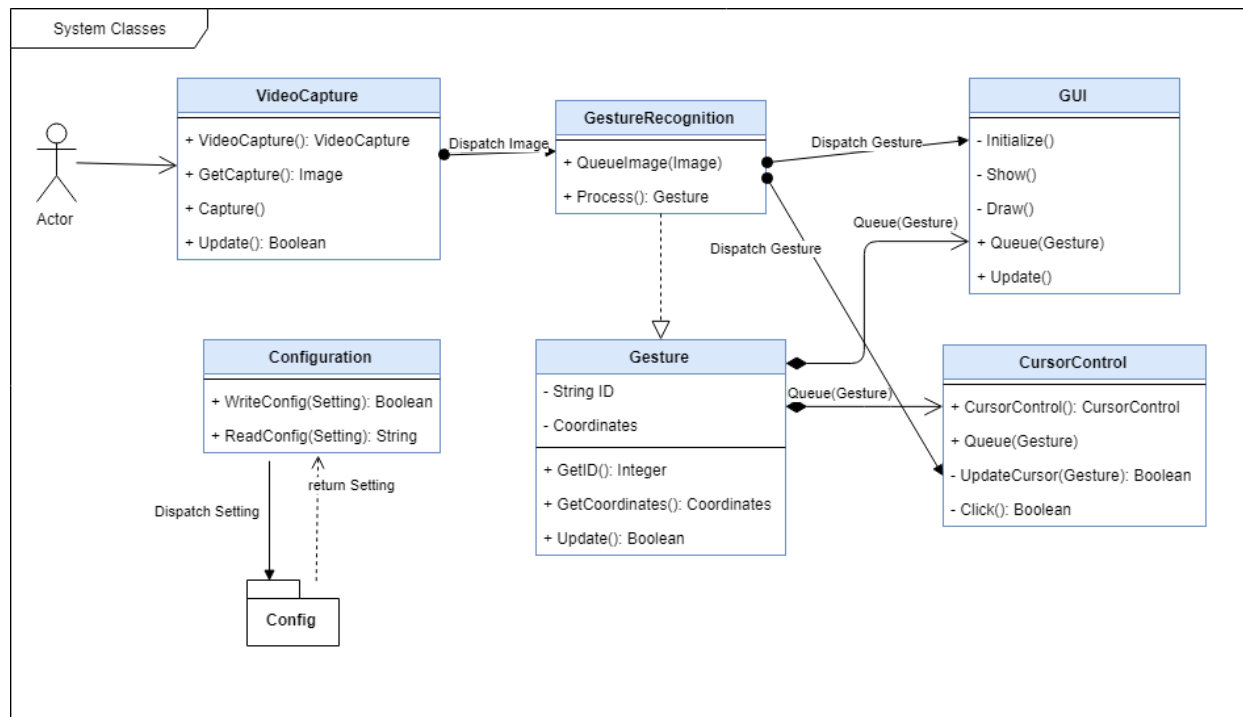 System Classes
Actor
VideoCapture
+ VideoCapture(): VideoCapture
+ GetCapture(): Image
+ Capture()
+ Update(): Boolean
Dispatch Image
GestureRecognition
+ QueueImage(Image)
+ Process(): Gesture
Dispatch Gesture
Dispatch Gesture
GUI
- Initialize()
- Show()
- Draw()
+ Queue(Gesture)
+ Update()
Queue(Gesture)
Configuration
+ WriteConfig(Setting): Boolean
+ ReadConfig(Setting): String
Dispatch Setting
return Setting
Config
Gesture
- String ID
- Coordinates
+ GetID(): Integer
+ GetCoordinates(): Coordinates
+ Update(): Boolean
Queue(Gesture)
CursorControl
+ CursorControl(): CursorControl
+ Queue(Gesture)
- UpdateCursor(Gesture): Boolean
- Click(): Boolean